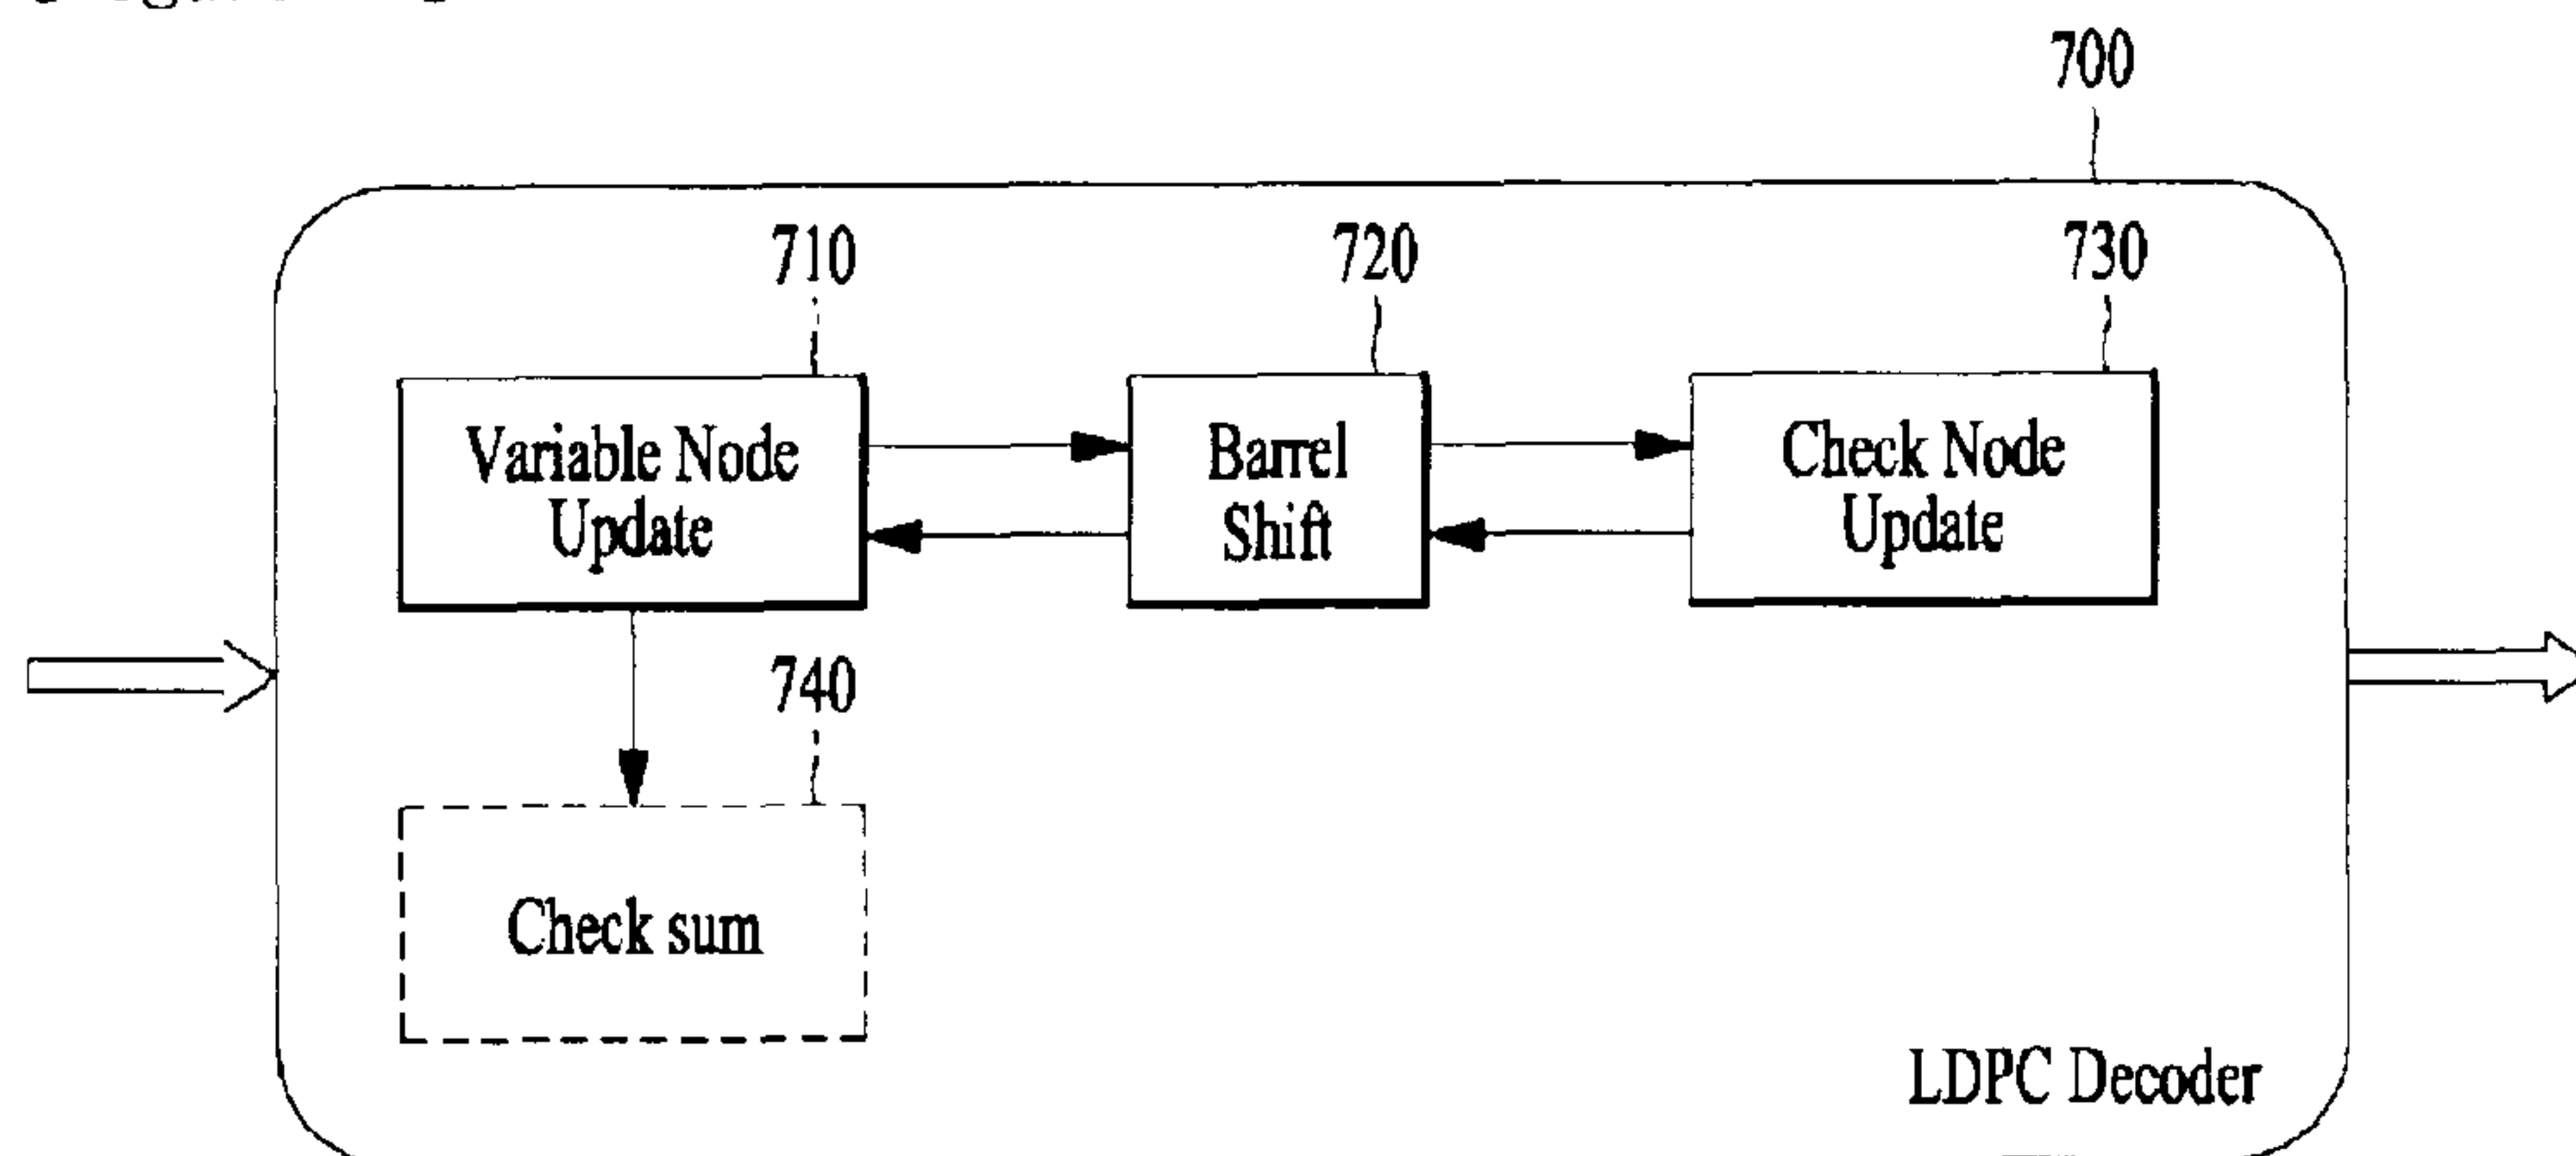 700
710
720
730
Variable Node
Update
Barrel
Shift
Check Node
Update
740
Check sum
LDPC Decoder